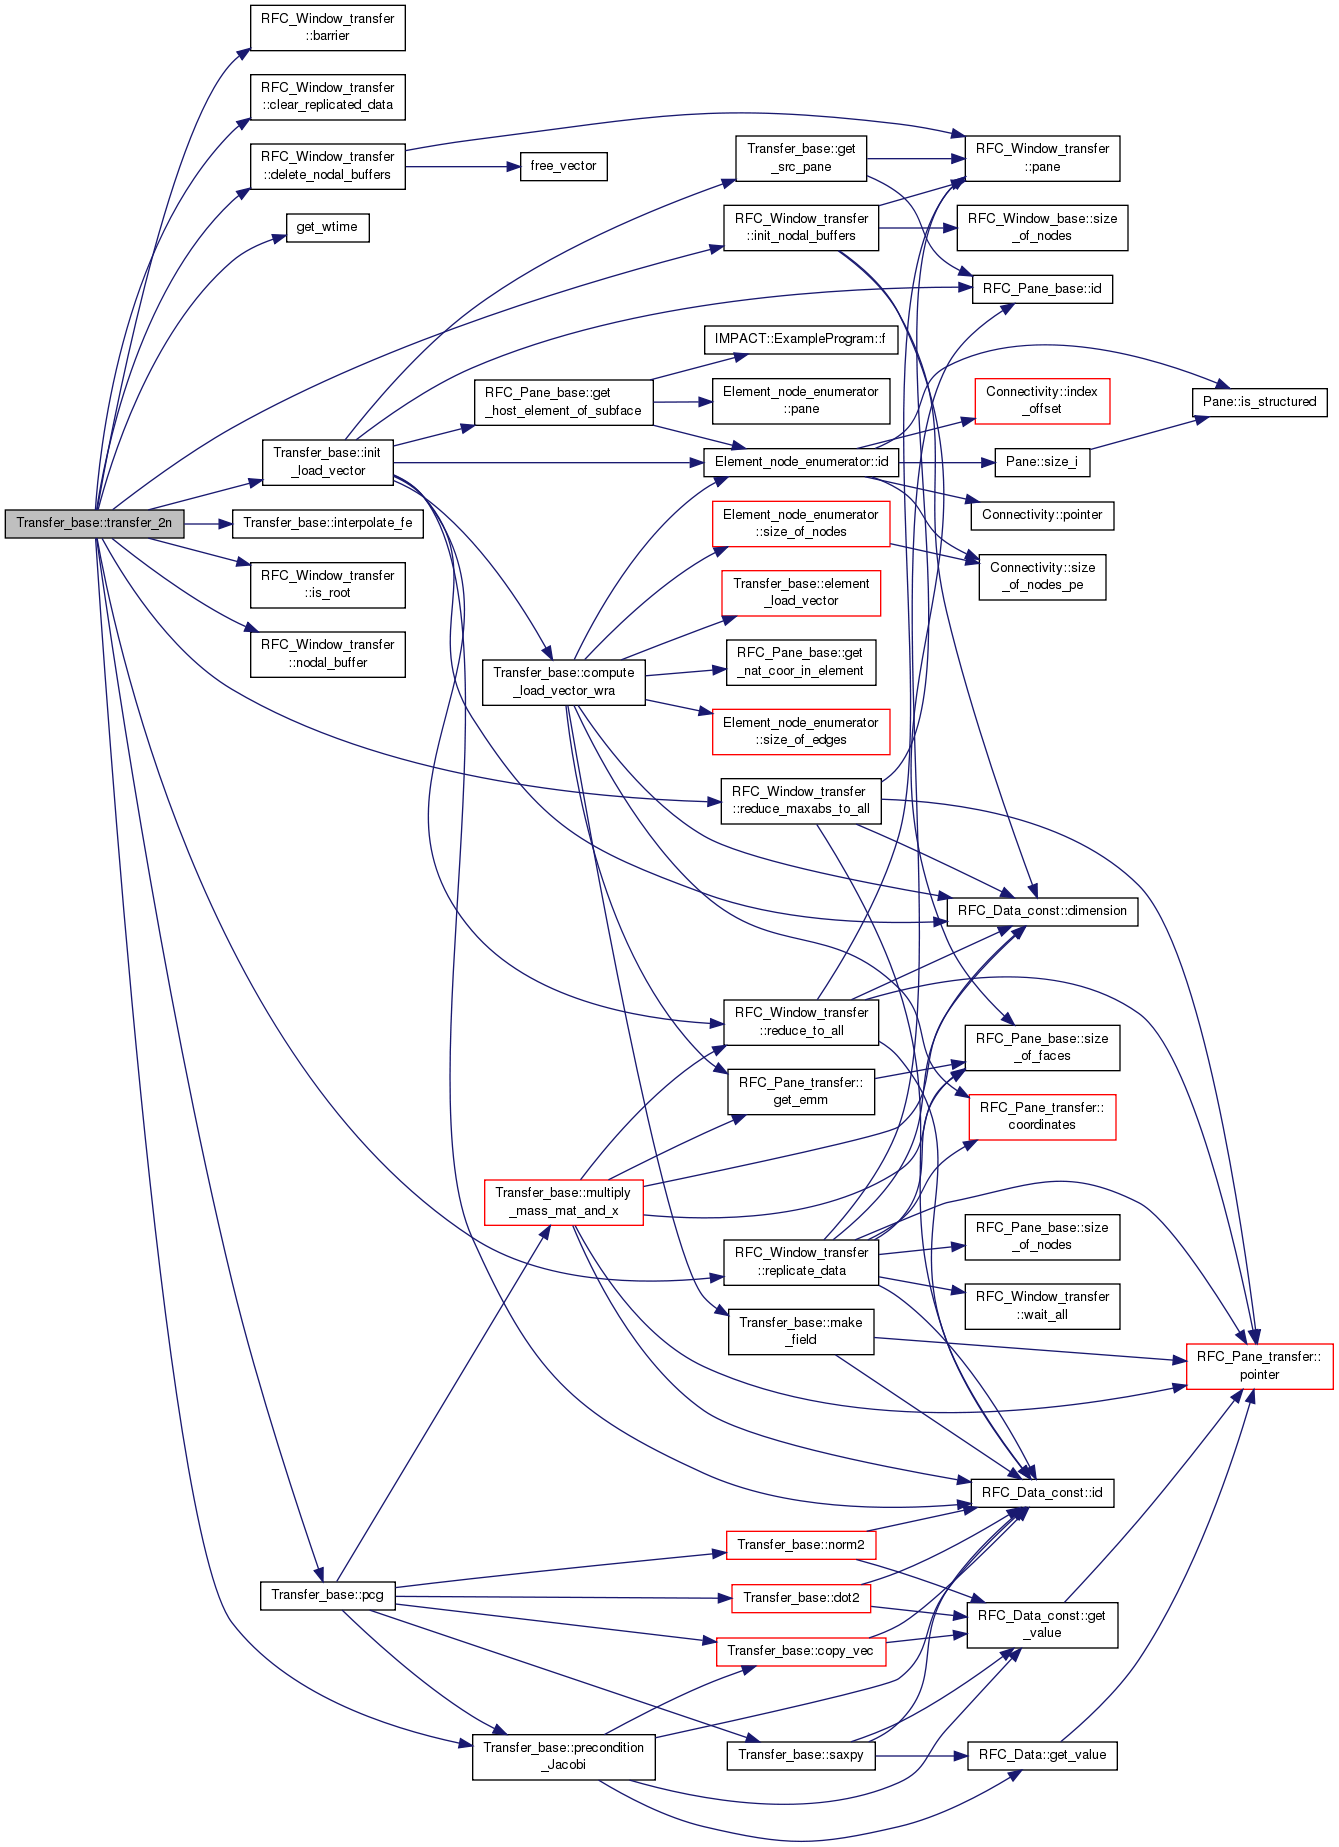 RFC_Window_transfer
::barrier
RFC_Window_transfer
::clear_replicated_data
RFC_Window_transfer
::delete_nodal_buffers
free_vector
get_wtime
Transfer_base::get
_src_pane
RFC_Window_transfer
::pane
RFC_Window_transfer
::init_nodal_buffers
RFC_Window_base::size
_of_nodes
RFC_Pane_base::id
IMPACT::ExampleProgram::f
RFC_Pane_base::get
_host_element_of_subface
Element_node_enumerator
::pane
Connectivity::index
_offset
Pane::is_structured
Transfer_base::init
_load_vector
Element_node_enumerator::id
Pane::size_i
Transfer_base::transfer_2n
Transfer_base::interpolate_fe
Element_node_enumerator
::size_of_nodes
Connectivity::pointer
RFC_Window_transfer
::is_root
Transfer_base::element
_load_vector
Connectivity::size
_of_nodes_pe
RFC_Window_transfer
::nodal_buffer
Transfer_base::compute
_load_vector_wra
RFC_Pane_base::get
_nat_coor_in_element
Element_node_enumerator
::size_of_edges
RFC_Window_transfer
::reduce_maxabs_to_all
RFC_Data_const::dimension
RFC_Window_transfer
::reduce_to_all
RFC_Pane_base::size
_of_faces
RFC_Pane_transfer::
get_emm
RFC_Pane_transfer::
coordinates
Transfer_base::multiply
_mass_mat_and_x
RFC_Window_transfer
::replicate_data
RFC_Pane_base::size
_of_nodes
RFC_Window_transfer
::wait_all
Transfer_base::make
_field
RFC_Pane_transfer::
pointer
RFC_Data_const::id
Transfer_base::norm2
Transfer_base::pcg
Transfer_base::dot2
RFC_Data_const::get
_value
Transfer_base::copy_vec
Transfer_base::precondition
_Jacobi
Transfer_base::saxpy
RFC_Data::get_value